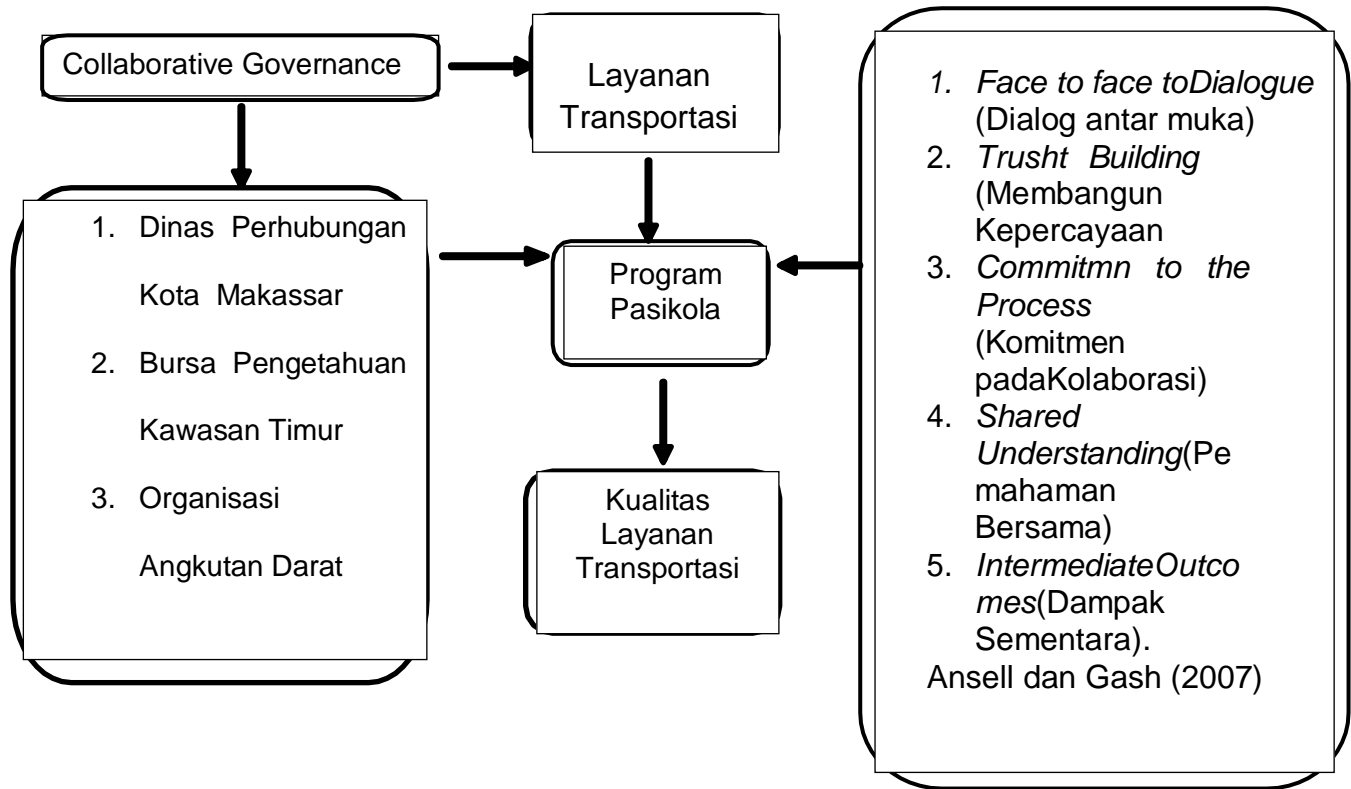 Collaborative Governance
Layanan
Transportasi
1. Dinas Perhubungan
Kota Makassar
2. Bursa Pengetahuan
Kawasan Timur
3. Organisasi
Angkutan Darat
Program
Pasikola
Kualitas
Layanan
Transportasi
1. Face to face toDialogue
(Dialog antar muka)
2. Trusht Building
(Membangun
Kepercayaan
3. Commitmn to the
Process
(Komitmen
padaKolaborasi)
4. Shared
Understanding(Pe
mahaman
Bersama)
5. IntermediateOutco
mes(Dampak
Sementara).
Ansell dan Gash (2007)